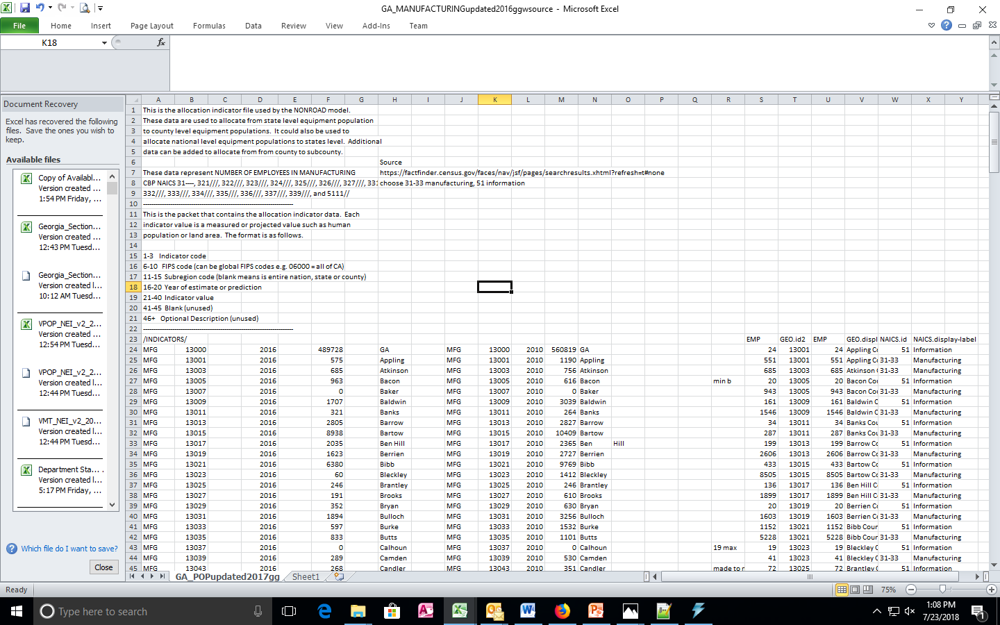 GA_MANUFACTURINGupdated2016ggwsource - Microsoft Excel
File Home Insert Page Layout Formulas Data Review View Add-Ins Team
K18 fx
Document Recovery
Excel has recovered the following
files. Save the ones you wish to
keep.
Available files
Copy of Availabl...
Version created ...
1:54 PM Friday, ...
Georgia_Section...
Version created ...
12:43 PM Tuesd...
Georgia_Section...
Version created l...
10:12 AM Tuesd...
VPOP_NEI_v2_2...
Version created ...
12:54 PM Tuesd...
VPOP_NEI_v2_2...
Version created l...
12:44 PM Tuesd...
VMT_NEI_v2_20...
Version created l...
12:44 PM Tuesd...
Department Sta... .
Version created l...
5:17 PM Friday, ...
Which file do I want to save?
Close
A B C D E F G H I J K L M N O P Q R S T U V W X Y
1 This is the allocation indicator file used by the NONROAD model.
2 These data are used to allocate from state level equipment population
3 to county level equipment populations. It could also be used to
4 allocate national level equipment populations to states level. Additional
5 data can be added to allocate from from county to subcounty.
6 Source
7 These data represent NUMBER OF EMPLOYEES IN MANUFACTURING https://factfinder.census.gov/faces/nav/jsf/pages/searchresults.xhtml?refresh=t#none
8 CBP NAICS 31----, 321///, 322///, 323///, 324///, 325///, 326///, 327///, 331 choose 31-33 manufacturing, 51 information
9 332///, 333///, 334///, 335///, 336///, 337///, 339///, and 5111//
10
11 This is the packet that contains the allocation indicator data. Each
12 indicator value is a measured or projected value such as human
13 population or land area. The format is as follows.
14
15 1-3 Indicator code
16 6-10 FIPS code (can be global FIPS codes e.g. 06000 = all of CA)
17 11-15 Subregion code (blank means is entire nation, state or county)
18 16-20 Year of estimate or prediction
19 21-40 Indicator value
20 41-45 Blank (unused)
21 46+ Optional Description (unused)
22
23 /INDICATORS/ EMP GEO.id2 EMP GEO.displ NAICS.id NAICS.display-label
24 MFG 13000 2016 489728 GA MFG 13000 2010 560819 GA 24 13001 24 Appling Co 51 Information
25 MFG 13001 2016 575 Appling MFG 13001 2010 1190 Appling 551 13001 551 Appling Co 31-33 Manufacturing
26 MFG 13003 2016 685 Atkinson MFG 13003 2010 756 Atkinson 685 13003 685 Atkinson 31-33 Manufacturing
27 MFG 13005 2016 963 Bacon MFG 13005 2010 616 Bacon min b 20 13005 20 Bacon Cou 51 Information
28 MFG 13007 2016 0 Baker MFG 13007 2010 0 Baker 943 13005 943 Bacon Cou 31-33 Manufacturing
29 MFG 13009 2016 1707 Baldwin MFG 13009 2010 3039 Baldwin 161 13009 161 Baldwin C 51 Information
30 MFG 13011 2016 321 Banks MFG 13011 2010 264 Banks 1546 13009 1546 Baldwin C 31-33 Manufacturing
31 MFG 13013 2016 2805 Barrow MFG 13013 2010 2827 Barrow 34 13011 34 Banks Cou 51 Information
32 MFG 13015 2016 8938 Bartow MFG 13015 2010 10409 Bartow 287 13011 287 Banks Cou 31-33 Manufacturing
33 MFG 13017 2016 2035 Ben Hill MFG 13017 2010 2365 Ben Hill 199 13013 199 Barrow Co 51 Information
34 MFG 13019 2016 1623 Berrien MFG 13019 2010 2727 Berrien 2606 13013 2606 Barrow Co 31-33 Manufacturing
35 MFG 13021 2016 6380 Bibb MFG 13021 2010 9769 Bibb 433 13015 433 Bartow Co 51 Information
36 MFG 13023 2016 60 Bleckley MFG 13023 2010 1412 Bleckley 8505 13015 8505 Bartow Co 31-33 Manufacturing
37 MFG 13025 2016 246 Brantley MFG 13025 2010 246 Brantley 136 13017 136 Ben Hill C 51 Information
38 MFG 13027 2016 191 Brooks MFG 13027 2010 610 Brooks 1899 13017 1899 Ben Hill C 31-33 Manufacturing
39 MFG 13029 2016 352 Bryan MFG 13029 2010 630 Bryan 20 13019 20 Berrien Co 51 Information
40 MFG 13031 2016 1894 Bulloch MFG 13031 2010 3256 Bulloch 1603 13019 1603 Berrien Co 31-33 Manufacturing
41 MFG 13033 2016 597 Burke MFG 13033 2010 1532 Burke 1152 13021 1152 Bibb Coun 51 Information
42 MFG 13035 2016 833 Butts MFG 13035 2010 1101 Butts 5228 13021 5228 Bibb Coun 31-33 Manufacturing
43 MFG 13037 2016 0 Calhoun MFG 13037 2010 0 Calhoun 19 max 19 13023 19 Bleckley C 51 Information
44 MFG 13039 2016 289 Camden MFG 13039 2010 530 Camden 41 13023 41 Bleckley C 31-33 Manufacturing
45 MFG 13043 2016 268 Candler MFG 13043 2010 351 Candler made to r 72 13025 72 Brantley C 51 Information
GA_POPupdated2017gg Sheet1
Ready 75%
Type here to search
1:08 PM
7/23/2018
1